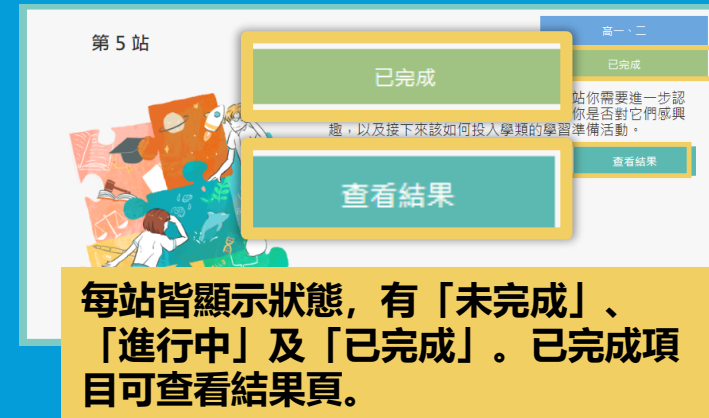 第 5 站
高一、二
已完成
已完成
站你需要進一步認
你是否對它們感興
趣，以及接下來該如何投入學類的學習準備活動。
查看結果
查看結果
每站皆顯示狀態，有「未完成」、
「進行中」及「已完成」。已完成項
目可查看結果頁。